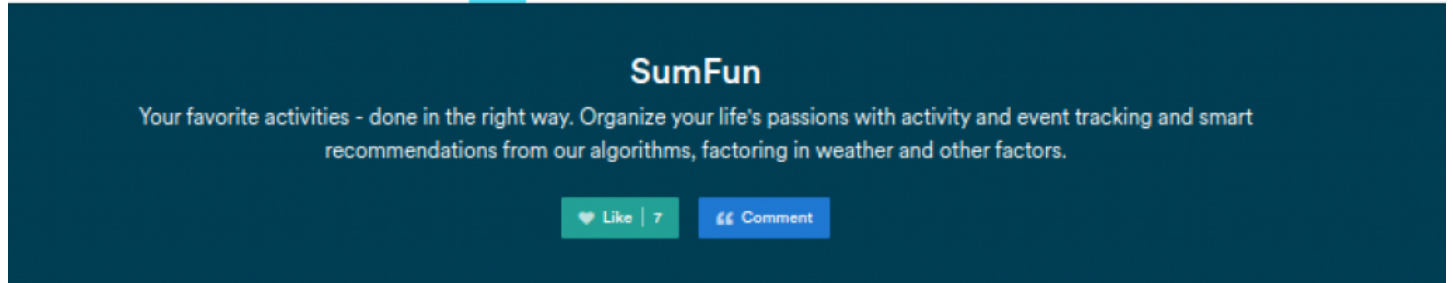 SumFun
Your favorite activities - done in the right way. Organize your life's passions with activity and event tracking and smart
recommendations from our algorithms, factoring in weather and other factors.
Like | 7
Comment